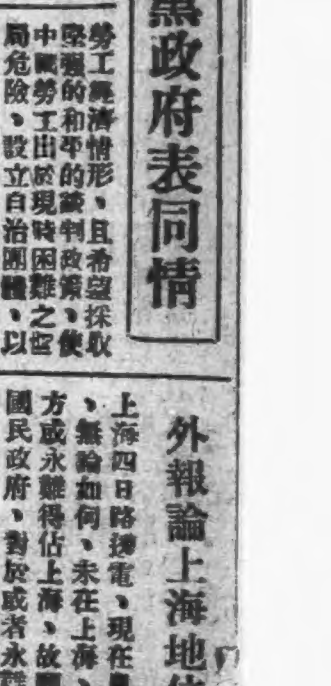 政府表同情
勞工經濟情形、且希望採取
堅強的和平的談判政策、使
中國勞工出於現時困難之
局危險、設立自治團體、以
外報論上海地
上海四日路透電、現在
、無論如何、未在上海、
方或永難得佔上海、故
國民政府、對於或者永難